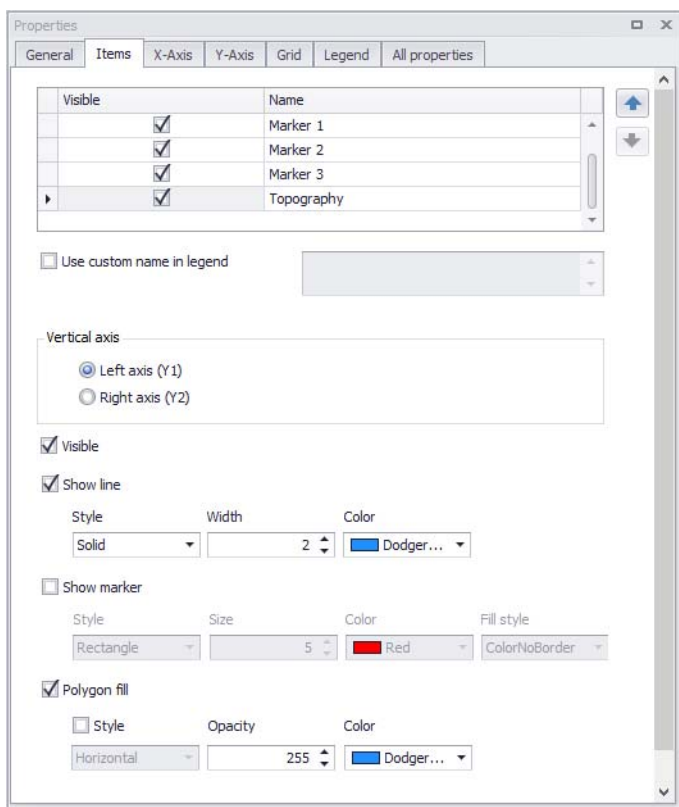 Properties
General Items X-Axis Y-Axis Grid Legend All properties
Visible Name
Marker 1
Marker 2
Marker 3
Topography
Use custom name in legend
Vertical axis
Left axis (Y1)
Right axis (Y2)
Visible
Show line
Style Width Color
Solid 2 Dodger...
Show marker
Style Size Color Fill style
Rectangle 5 Red ColorNoBorder
Polygon fill
Style Opacity Color
Horizontal 255 Dodger...